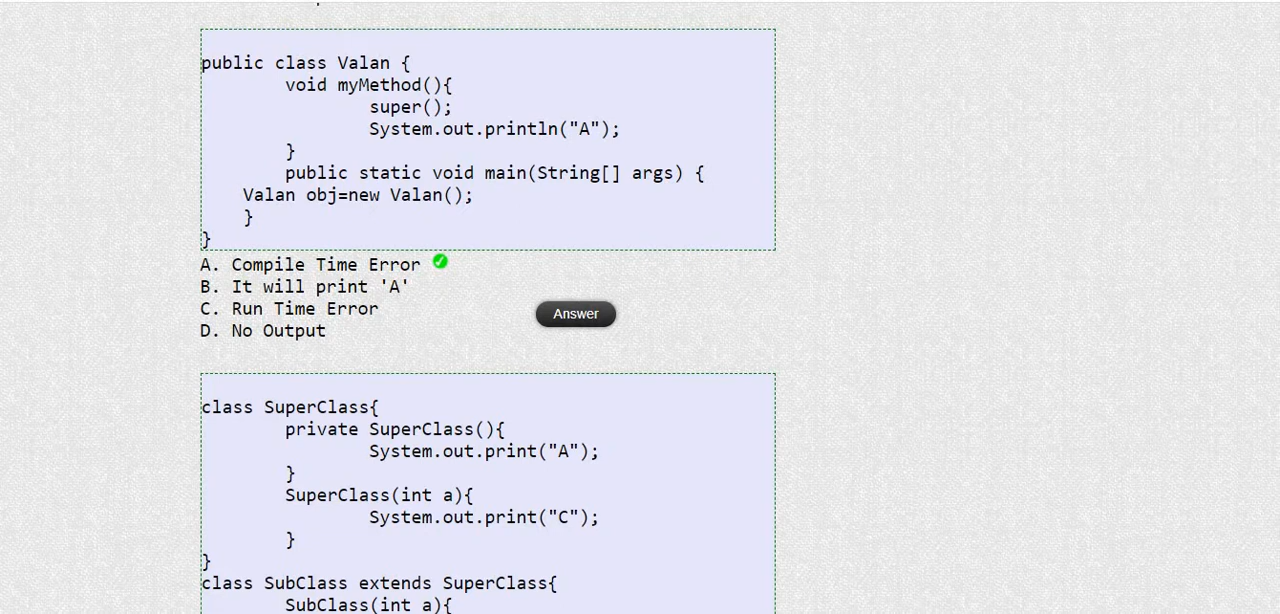 public class Valan {
void myMethod(){
super();
System.out.println("A");
}
public static void main(String[] args) {
Valan obj=new Valan();
}
}
A. Compile Time Error
B. It will print 'A'
C. Run Time Error
D. No Output
Answer
class SuperClass{
private SuperClass(){
System.out.print("A");
}
SuperClass(int a){
System.out.print("C");
}
}
class SubClass extends SuperClass{
SubClass(int a){